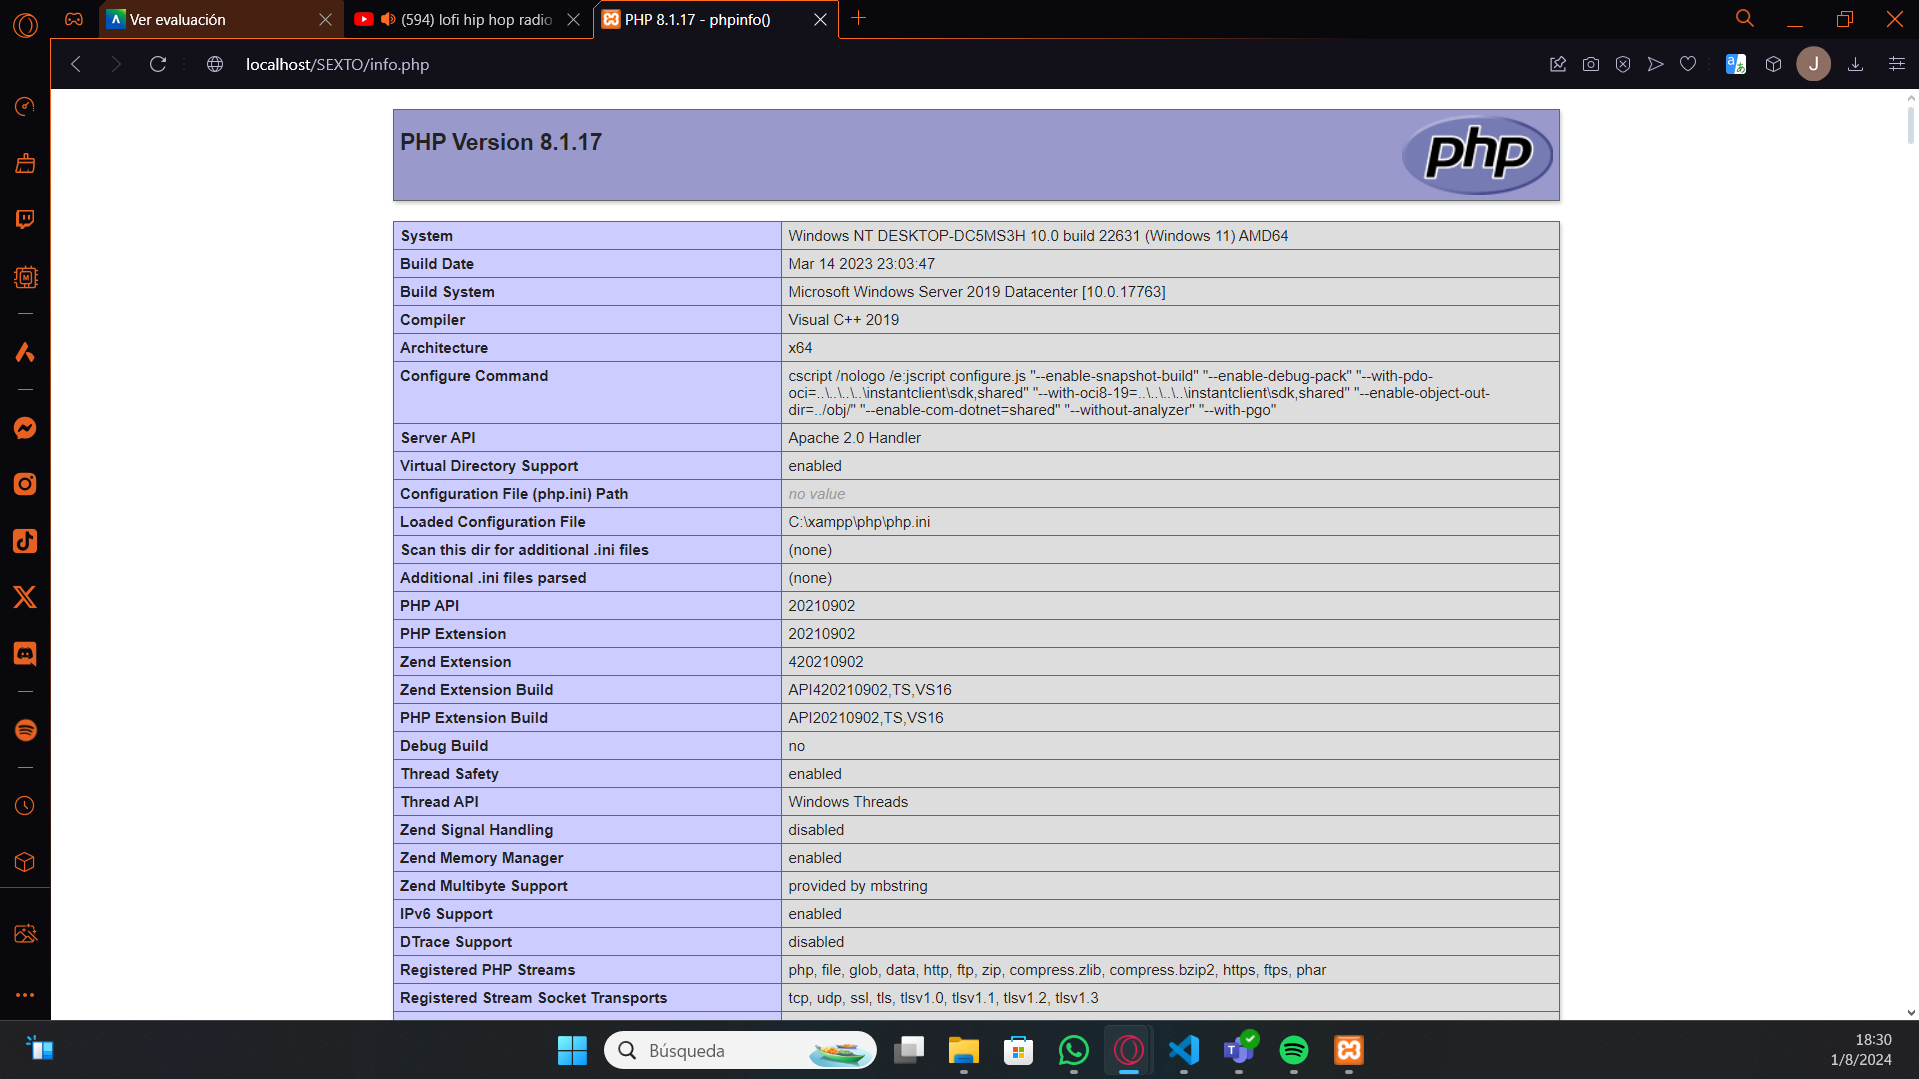 Ver evaluación
(594) lofi hip hop radio
PHP 8.1.17 - phpinfo()
localhost/SEXTO/info.php
J
PHP Version 8.1.17
php
System Windows NT DESKTOP-DC5MS3H 10.0 build 22631 (Windows 11) AMD64
Build Date Mar 14 2023 23:03:47
Build System Microsoft Windows Server 2019 Datacenter [10.0.17763]
Compiler Visual C++ 2019
Architecture x64
Configure Command cscript /nologo /e:jscript configure.js "--enable-snapshot-build" "--enable-debug-pack" "--with-pdo-
oci=..\..\..\..\instantclient\sdk,shared" "--with-oci8-19=..\..\..\..\instantclient\sdk,shared" "--enable-object-out-
dir=../obj/" "--enable-com-dotnet=shared" "--without-analyzer" "--with-pgo"
Server API Apache 2.0 Handler
Virtual Directory Support enabled
Configuration File (php.ini) Path no value
Loaded Configuration File C:\xampp\php\php.ini
Scan this dir for additional .ini files (none)
Additional .ini files parsed (none)
PHP API 20210902
PHP Extension 20210902
Zend Extension 420210902
Zend Extension Build API420210902,TS,VS16
PHP Extension Build API20210902,TS,VS16
Debug Build no
Thread Safety enabled
Thread API Windows Threads
Zend Signal Handling disabled
Zend Memory Manager enabled
Zend Multibyte Support provided by mbstring
IPv6 Support enabled
DTrace Support disabled
Registered PHP Streams php, file, glob, data, http, ftp, zip, compress.zlib, compress.bzip2, https, ftps, phar
Registered Stream Socket Transports tcp, udp, ssl, tls, tlsv1.0, tlsv1.1, tlsv1.2, tlsv1.3
Búsqueda
18:30
1/8/2024